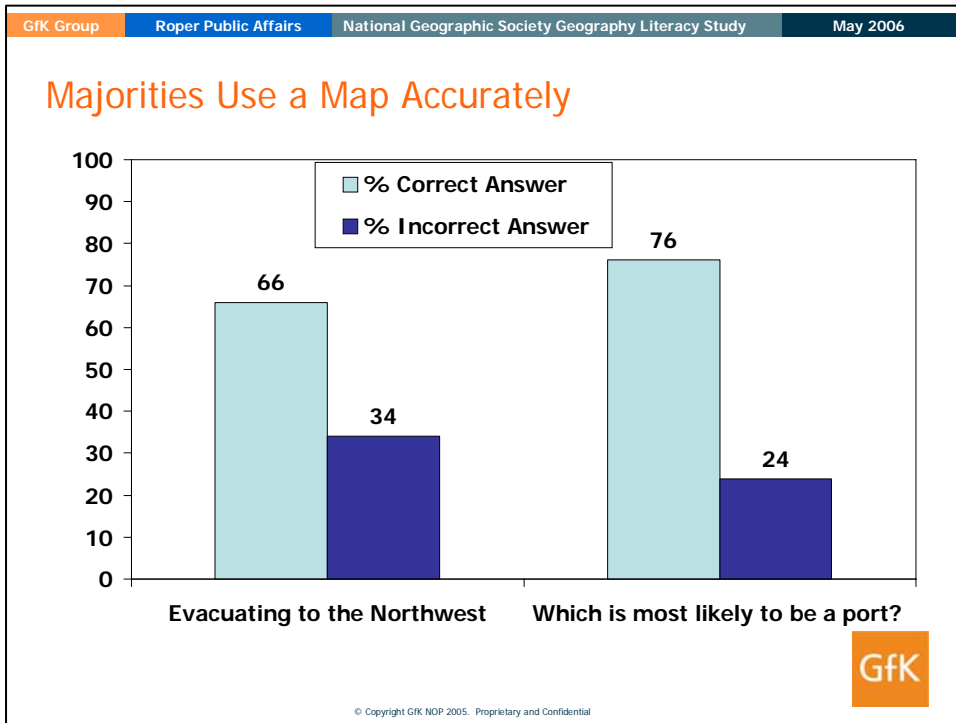 GfK Group Roper Public Affairs National Geographic Society Geography Literacy Study May 2006
Majorities Use a Map Accurately
100
90
80
70
60
50
40
30
20
10
0
% Correct Answer
% Incorrect Answer
66
34
76
24
Evacuating to the Northwest Which is most likely to be a port?
GfK
© Copyright GfK NOP 2005. Proprietary and Confidential